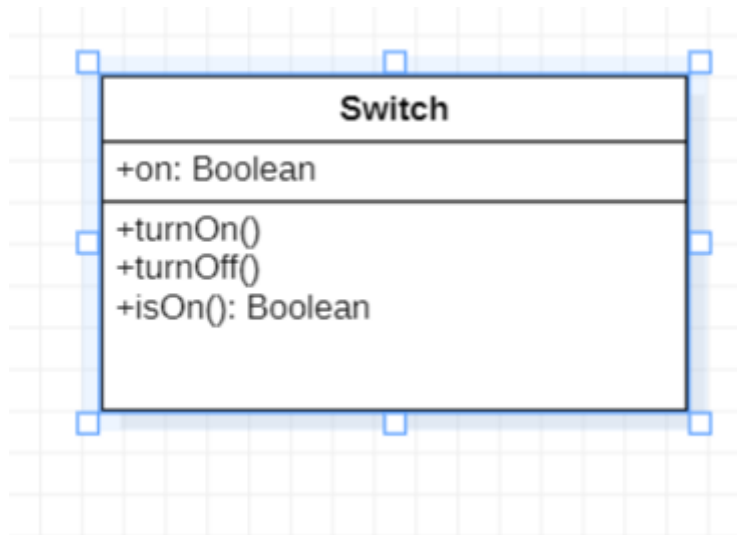 Switch
+on: Boolean
+turnOn()
+turnOff()
+isOn(): Boolean